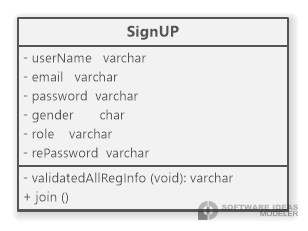 SignUP
- userName varchar
- email varchar
- password varchar
- gender char
- role varchar
- rePassword varchar
- validatedAllRegInfo (void): varchar
+ join ()
SOFTWARE IDEAS
MODELER